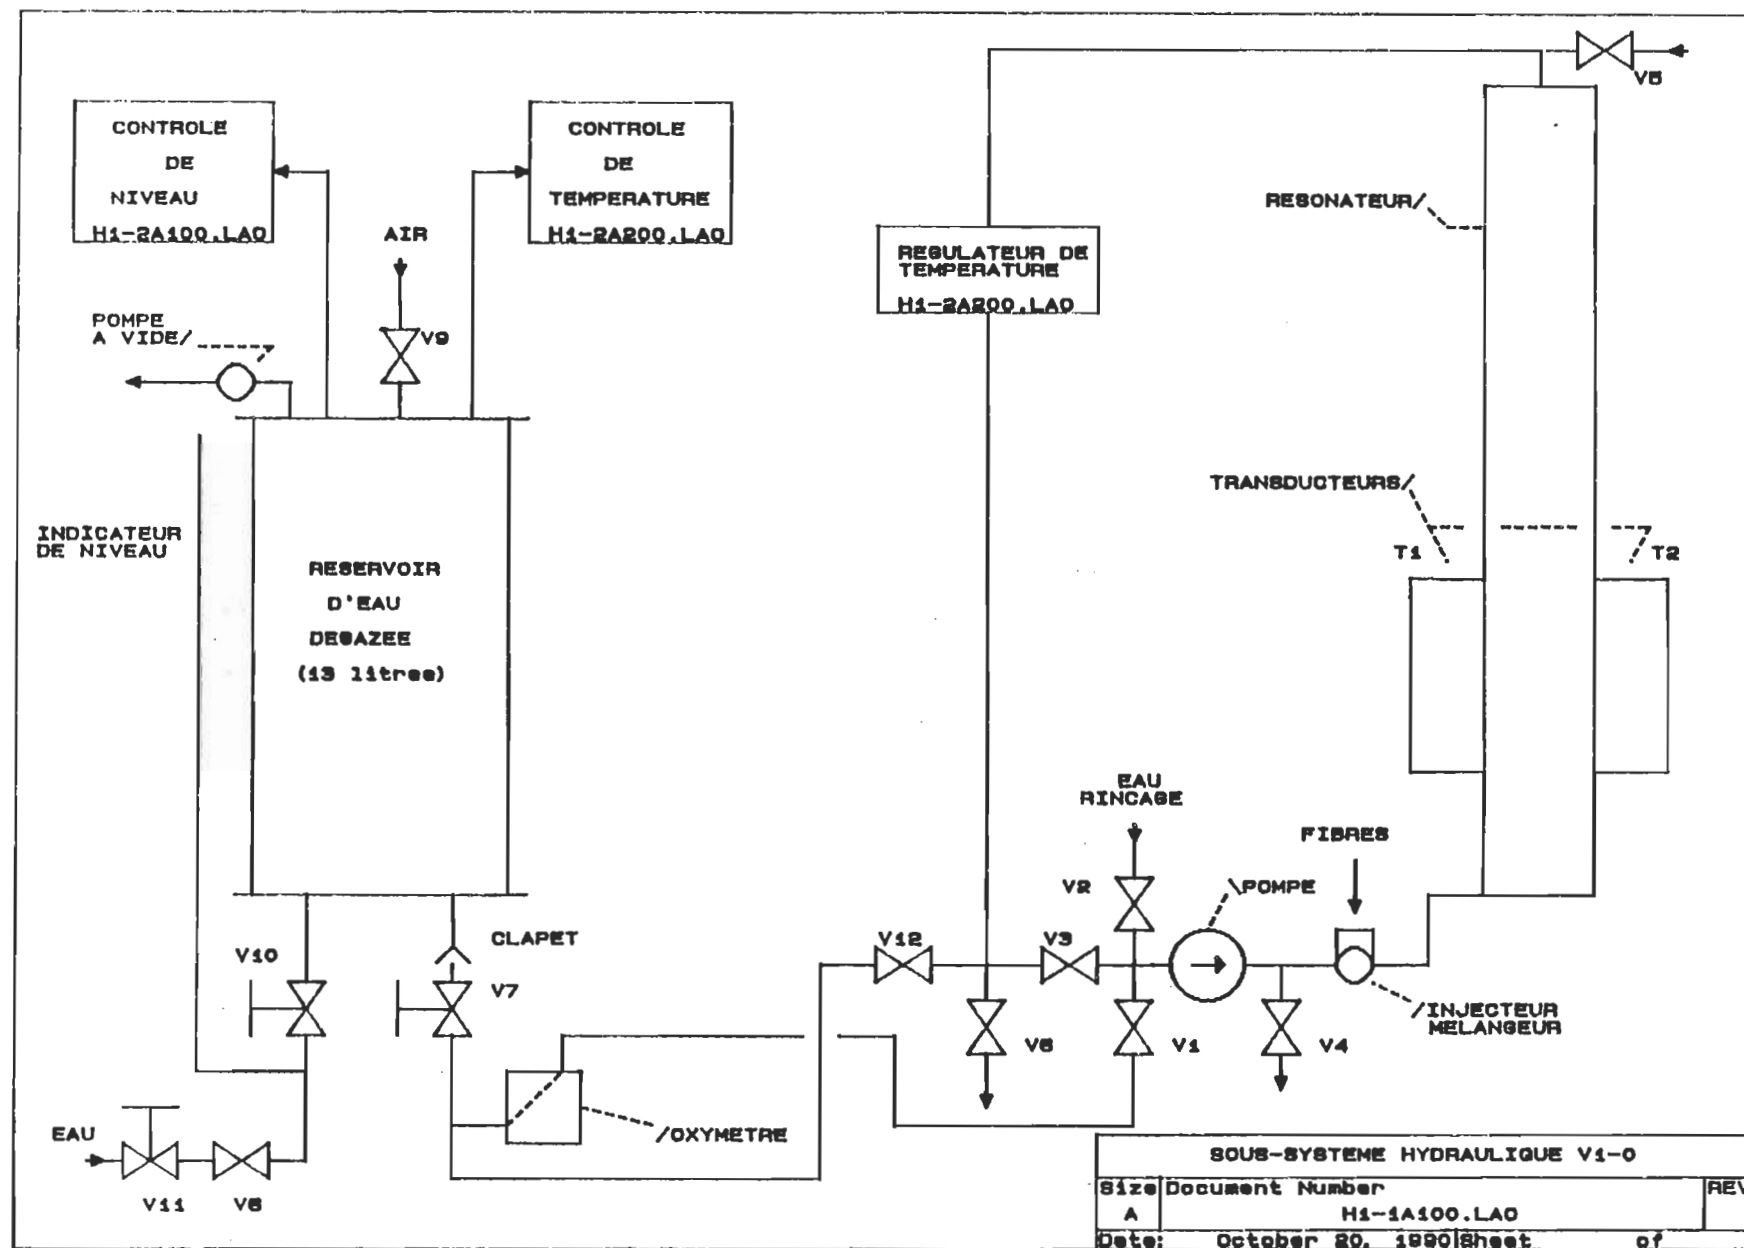 CONTROLE
DE
NIVEAU
H1-2A100.LAO
CONTROLE
DE
TEMPERATURE
H1-2A200.LAO
AIR
V9
POMPE
A VIDE/
INDICATEUR
DE NIVEAU
RESERVOIR
D'EAU
DEGAZEE
(13 litres)
V10
CLAPET
V7
EAU
V11
V8
/OXYMETRE
REGULATEUR DE
TEMPERATURE
H1-2A200.LAO
V5
RESONATEUR/
TRANSDUCTEURS/
T1
T2
EAU
RINCAGE
FIBRES
V2
\POMPE
V12
V3
V6
V1
V4
/INJECTEUR
MELANGEUR
SOUS-SYSTEME HYDRAULIQUE V1-0
Size Document Number REV
A H1-1A100.LAO
Date: October 20, 1990 Sheet of